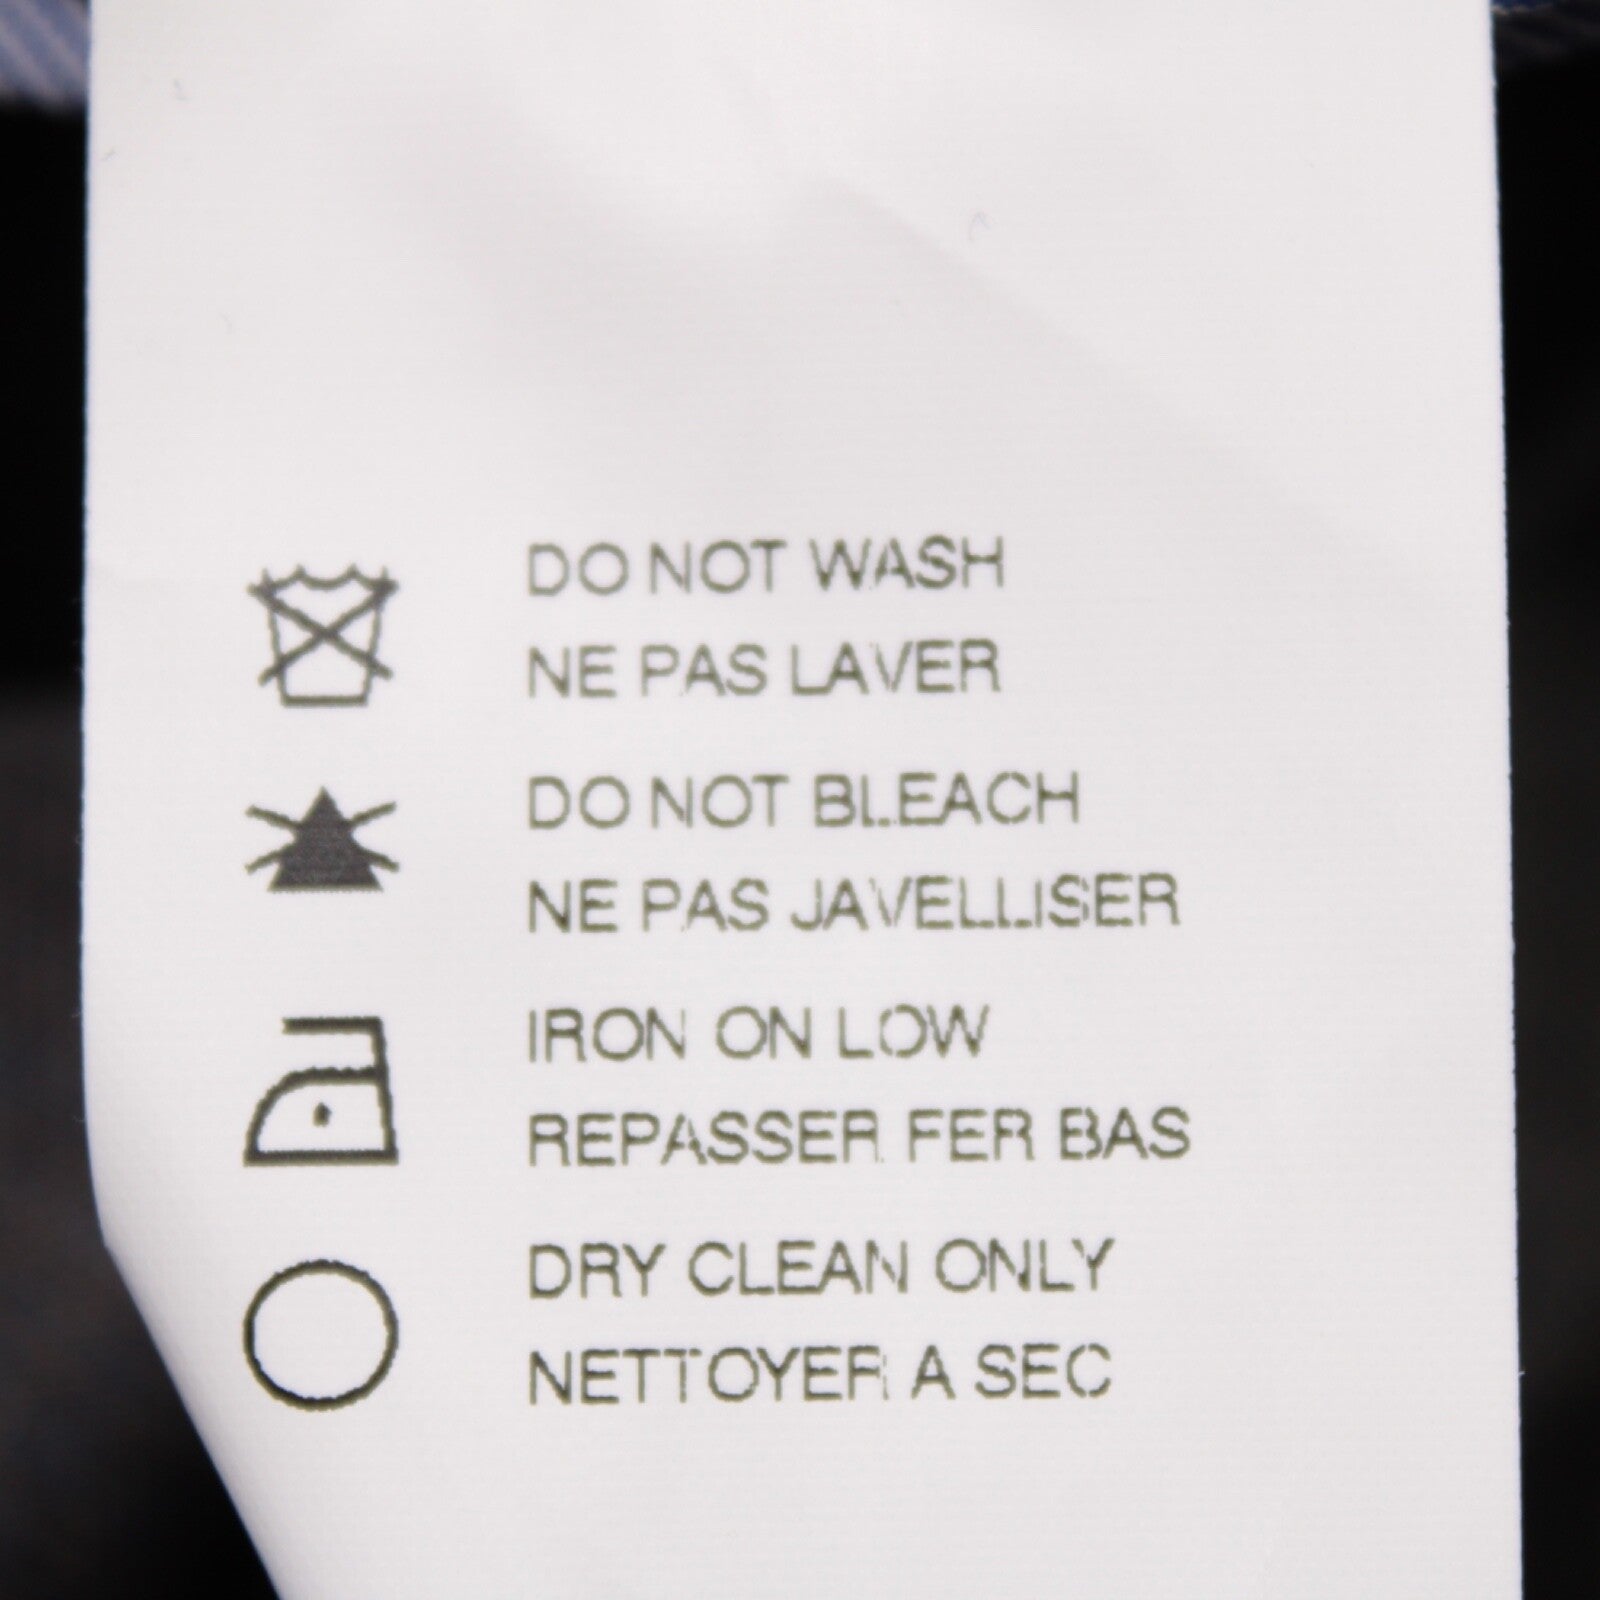 DO NOT WASH
NE PAS LAVER
DO NOT BLEACH
NE PAS JAVELLISER
IRON ON LOW
REPASSER FER BAS
DRY CLEAN ONLY
NETTOYER A SEC